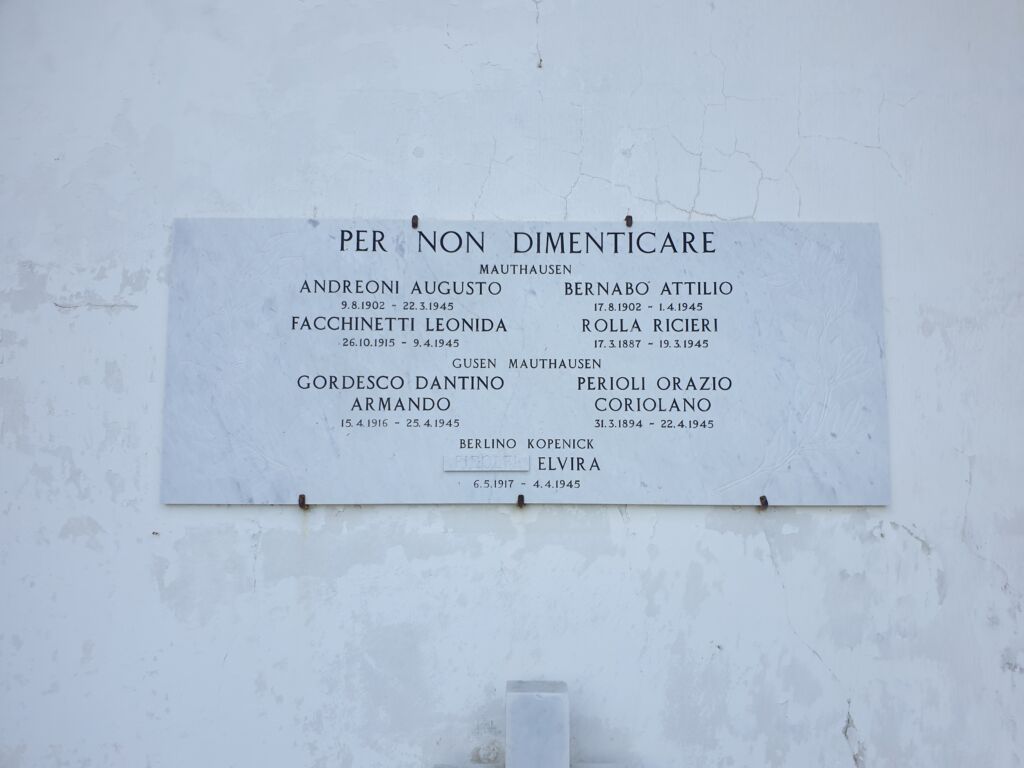 PER NON DIMENTICARE
MAUTHAUSEN
ANDREONI AUGUSTO
9.8.1902 - 22.3.1945
BERNABO' ATTILIO
17.8.1902 - 1.4.1945
FACCHINETTI LEONIDA
26.10.1915 - 9.4.1945
ROLLA RICIERI
17.3.1887 - 19.3.1945
GUSEN MAUTHAUSEN
GORDESCO DANTINO
ARMANDO
15.4.1916 - 25.4.1945
PERIOLI ORAZIO
CORIOLANO
31.3.1894 - 22.4.1945
BERLINO KOPENICK
ELVIRA
6.5.1917 - 4.4.1945